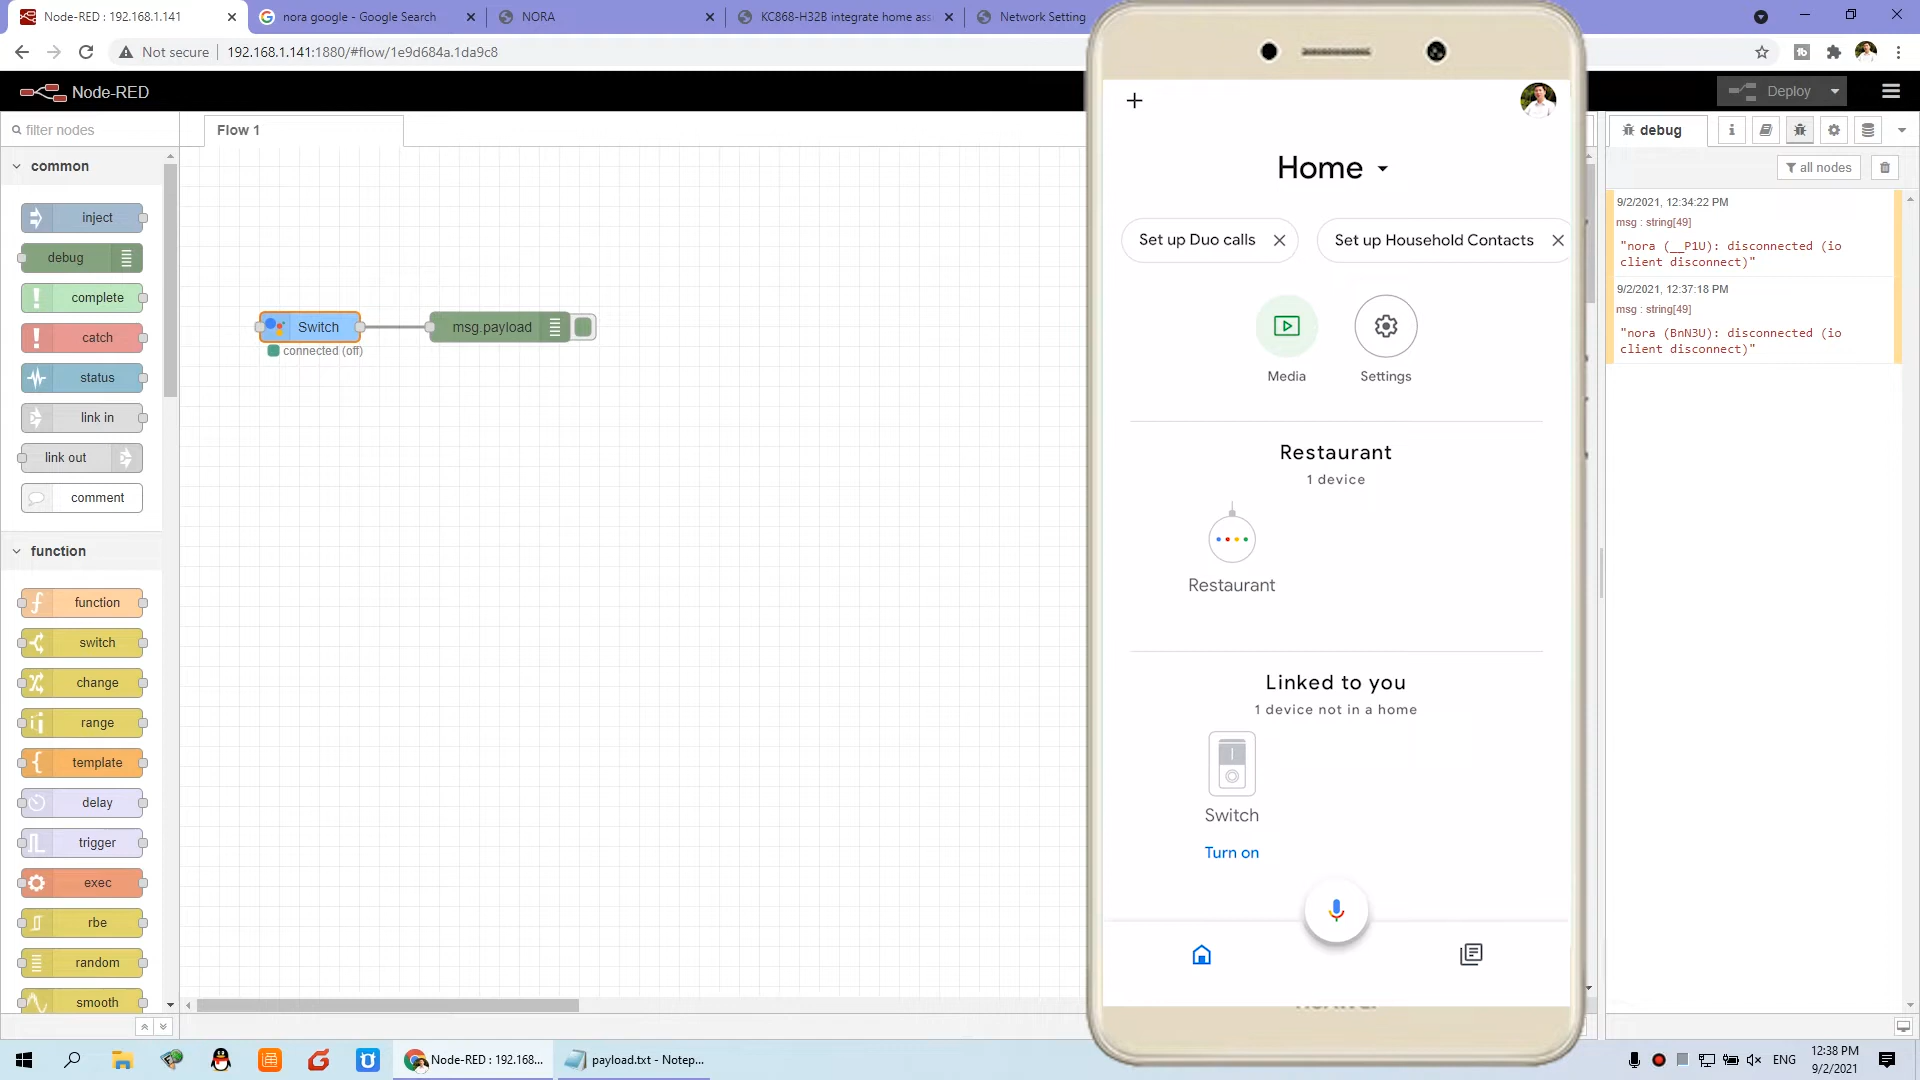 Node-RED : 192.168.1.141
nora google - Google Search
NORA
KC868-H32B integrate home ass
Network Setting
Not secure
192.168.1.141:1880/#flow/1e9d684a.1da9c8
Node-RED
Deploy
filter nodes
Flow 1
common
inject
debug
complete
catch
status
link in
link out
comment
function
function
switch
change
range
template
delay
trigger
exec
rbe
random
smooth
Switch
connected (off)
msg.payload
Home
Set up Duo calls
Set up Household Contacts
Media
Settings
Restaurant
1 device
Restaurant
Linked to you
1 device not in a home
Switch
Turn on
debug
all nodes
9/2/2021, 12:34:22 PM
msg : string[49]
"nora (__P1U): disconnected (io
client disconnect)"
9/2/2021, 12:37:18 PM
msg : string[49]
"nora (BnN3U): disconnected (io
client disconnect)"
Node-RED : 192.168...
payload.txt - Notep...
ENG
12:38 PM
9/2/2021